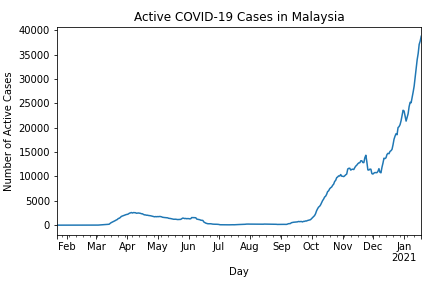 Active COVID-19 Cases in Malaysia
40000
35000
30000
25000
20000
15000
10000
5000
0
Number of Active Cases
Feb Mar Apr May Jun Jul Aug Sep Oct Nov Dec Jan
2021
Day